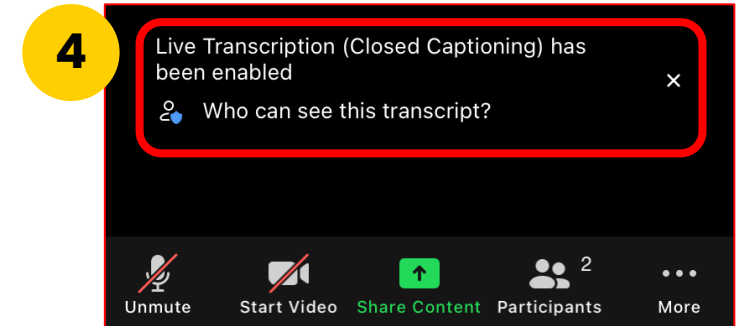 4
Live Transcription (Closed Captioning) has
been enabled
Who can see this transcript?
2
Unmute
Start Video
Share Content
Participants
More